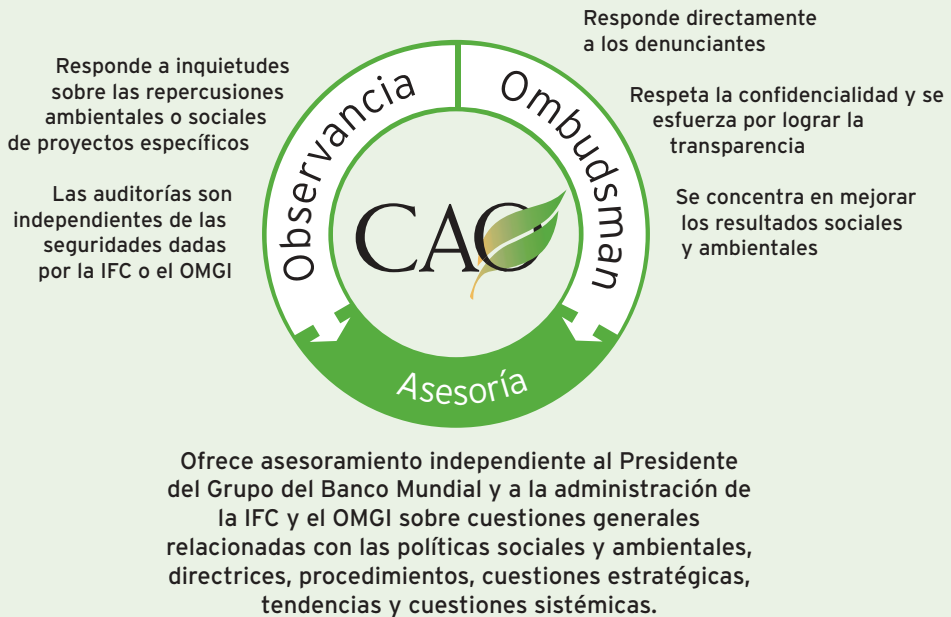 Responde directamente
a los denunciantes
Responde a inquietudes
sobre las repercusiones
ambientales o sociales
de proyectos específicos
Respeta la confidencialidad y se
esfuerza por lograr la
transparencia
Las auditorías son
independientes de las
seguridades dadas
por la IFC o el OMGI
Se concentra en mejorar
los resultados sociales
y ambientales
Observancia
Ombudsman
CAO
Asesoría
Ofrece asesoramiento independiente al Presidente
del Grupo del Banco Mundial y a la administración de
la IFC y el OMGI sobre cuestiones generales
relacionadas con las políticas sociales y ambientales,
directrices, procedimientos, cuestiones estratégicas,
tendencias y cuestiones sistémicas.